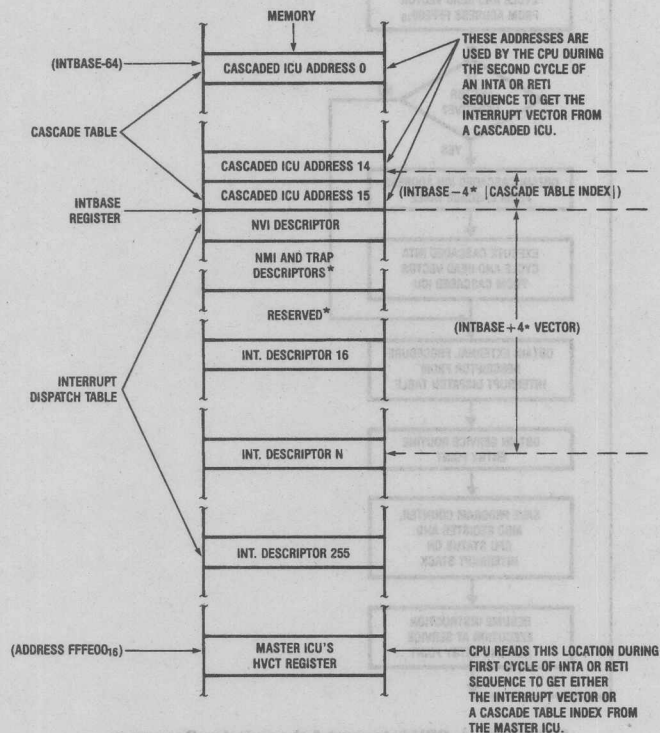 MEMORY
(INTBASE-64)
CASCADED ICU ADDRESS 0
THESE ADDRESSES ARE
USED BY THE CPU DURING
THE SECOND CYCLE OF
AN INTA OR RETI
SEQUENCE TO GET THE
INTERRUPT VECTOR FROM
A CASCADED ICU.
CASCADE TABLE
CASCADED ICU ADDRESS 14
CASCADED ICU ADDRESS 15
(INTBASE−4* |CASCADE TABLE INDEX|)
INTBASE
REGISTER
NVI DESCRIPTOR
NMI AND TRAP
DESCRIPTORS*
RESERVED*
(INTBASE+4* VECTOR)
INT. DESCRIPTOR 16
INTERRUPT
DISPATCH TABLE
INT. DESCRIPTOR N
INT. DESCRIPTOR 255
(ADDRESS FFFE00₁₆)
MASTER ICU'S
HVCT REGISTER
CPU READS THIS LOCATION DURING
FIRST CYCLE OF INTA OR RETI
SEQUENCE TO GET EITHER
THE INTERRUPT VECTOR OR
A CASCADE TABLE INDEX FROM
THE MASTER ICU.